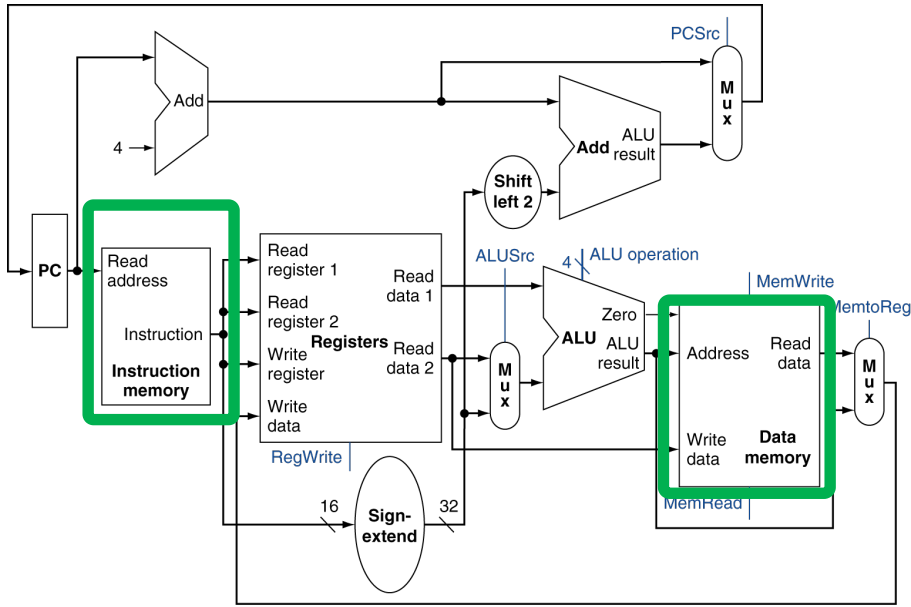 PCSrc
Add
4
Add
ALU
result
M
u
x
Shift
left 2
PC
Read
address
Instruction
Instruction
memory
Read
register 1
Read
register 2
Registers
Write
register
Write
data
Read
data 1
Read
data 2
RegWrite
16
Sign-
extend
32
ALUSrc
M
u
x
4
ALU operation
Zero
ALU
ALU
result
MemWrite
Address
Read
data
Write
data
Data
memory
MemRead
MemtoReg
M
u
x